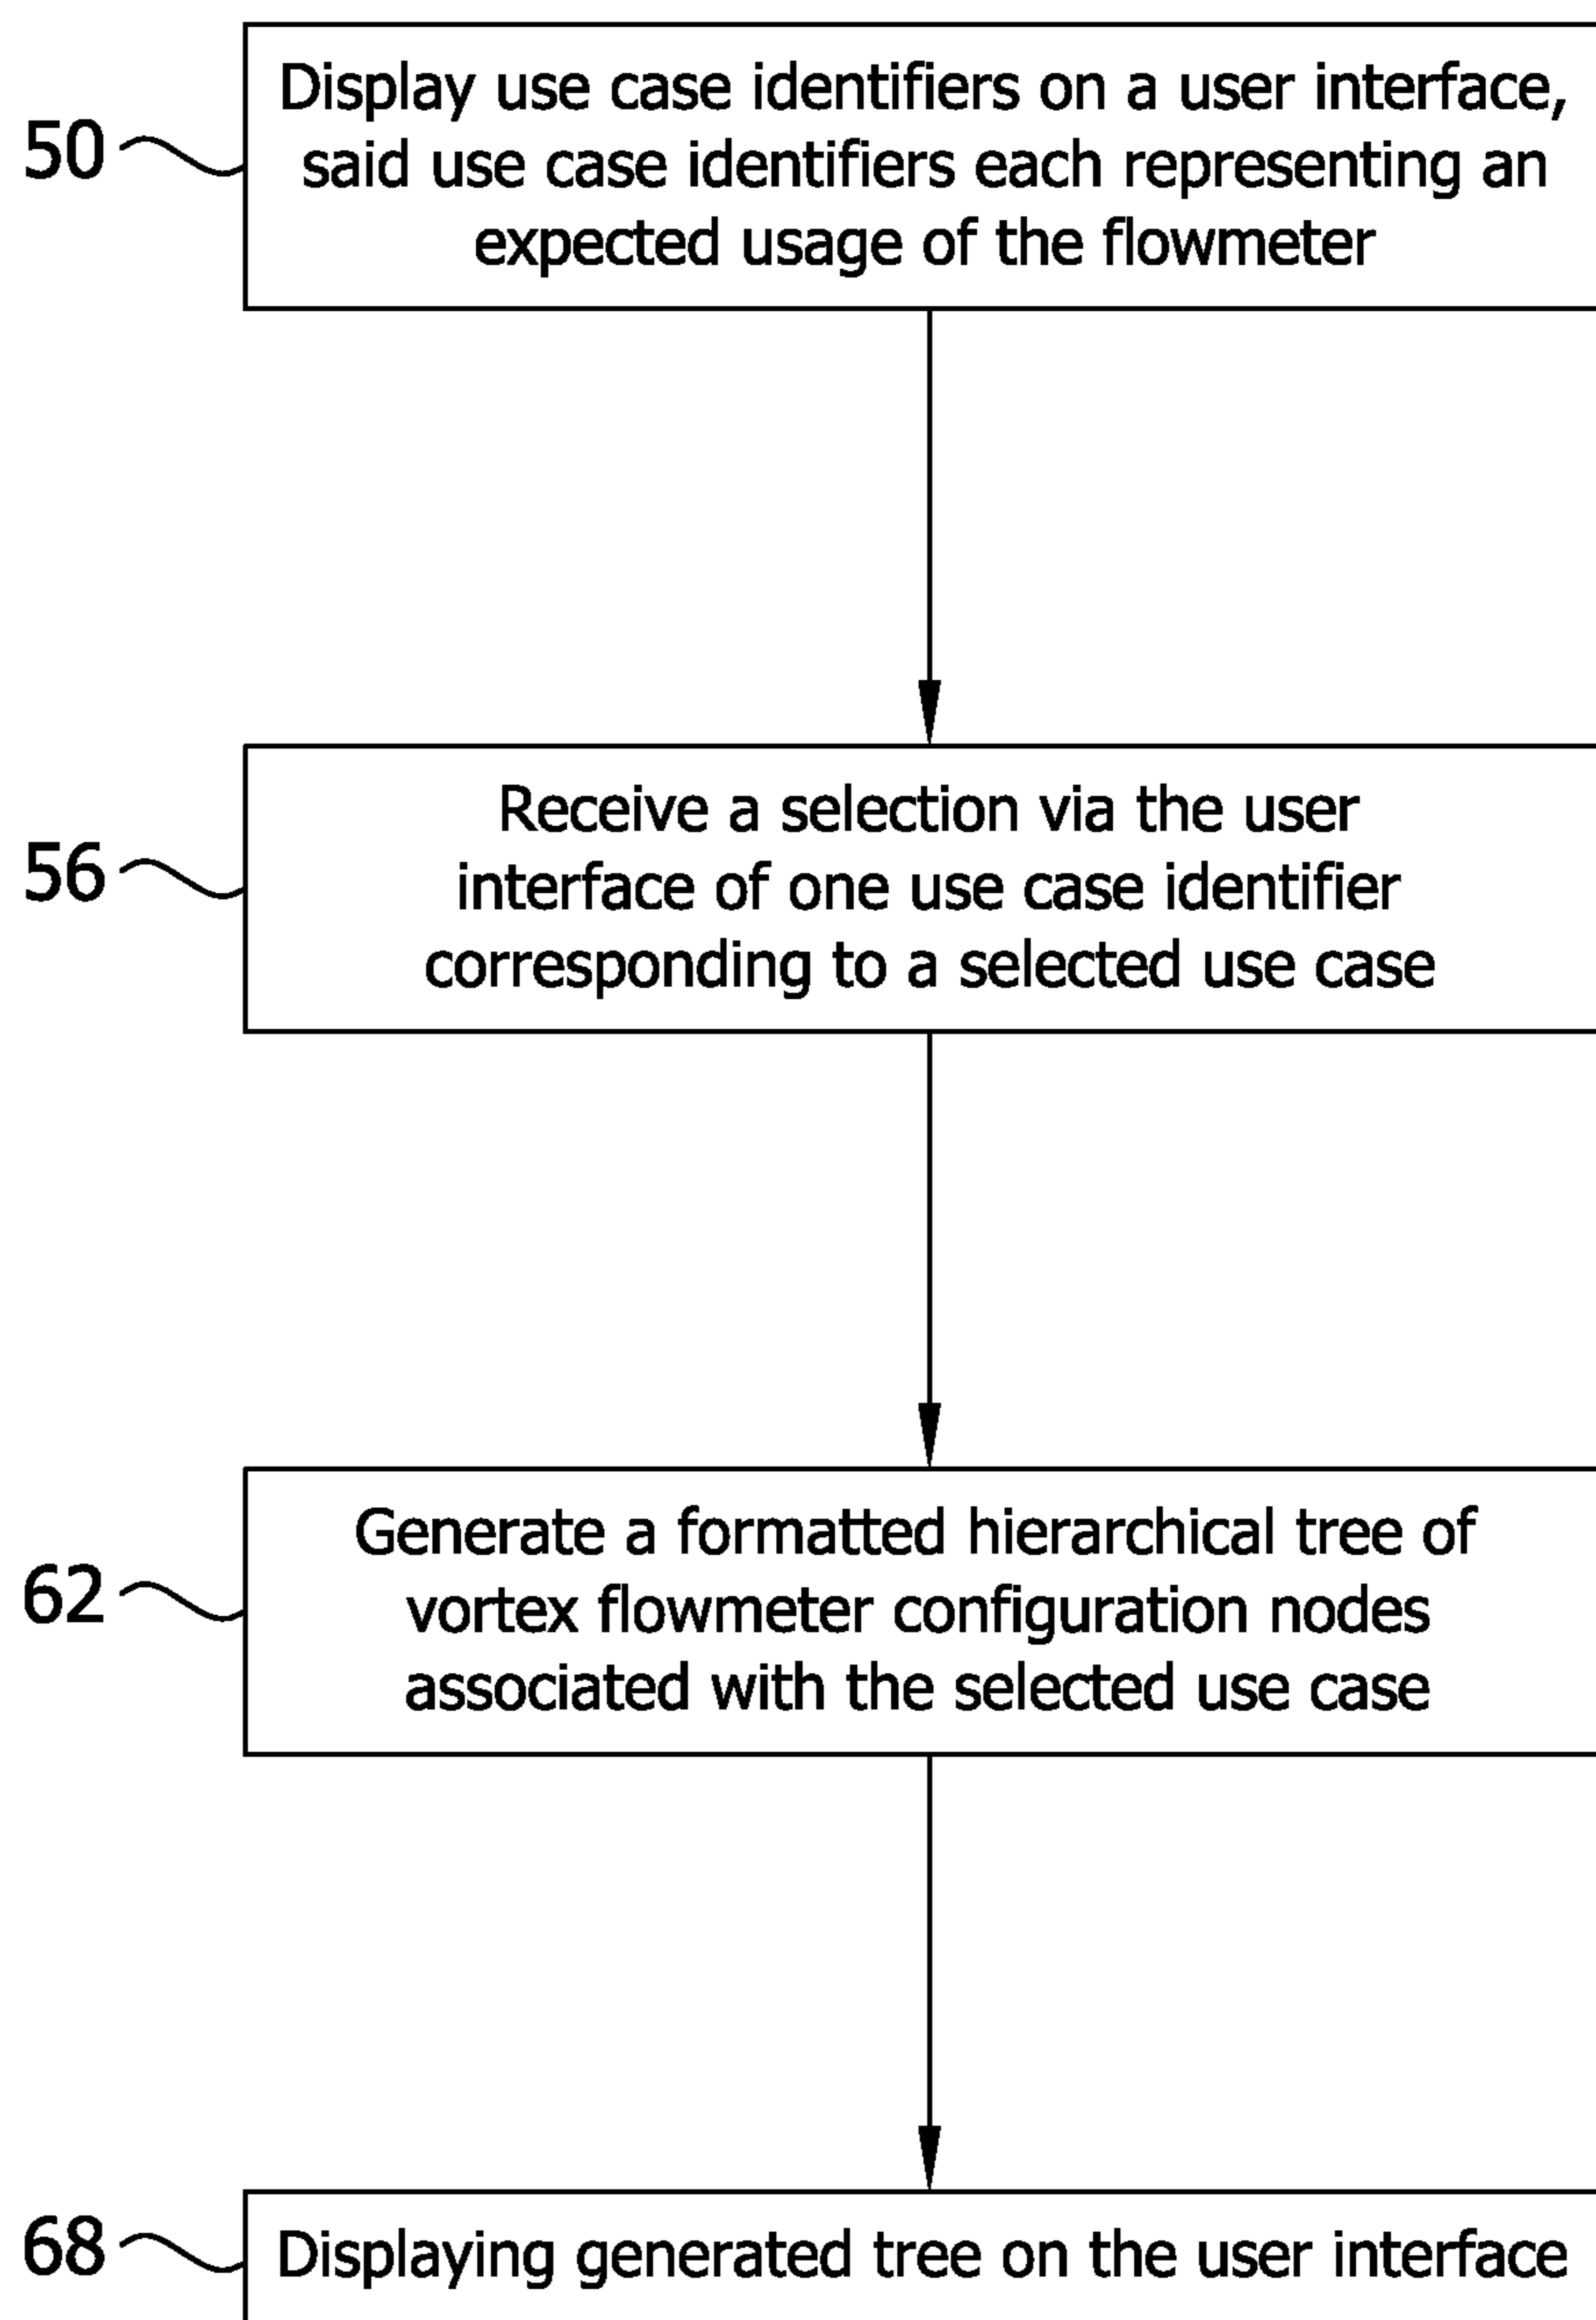 Display use case identifiers on a user interface,
said use case identifiers each representing an
expected usage of the flowmeter
50
Receive a selection via the user
interface of one use case identifier
corresponding to a selected use case
56
Generate a formatted hierarchical tree of
vortex flowmeter configuration nodes
associated with the selected use case
62
Displaying generated tree on the user interface
68